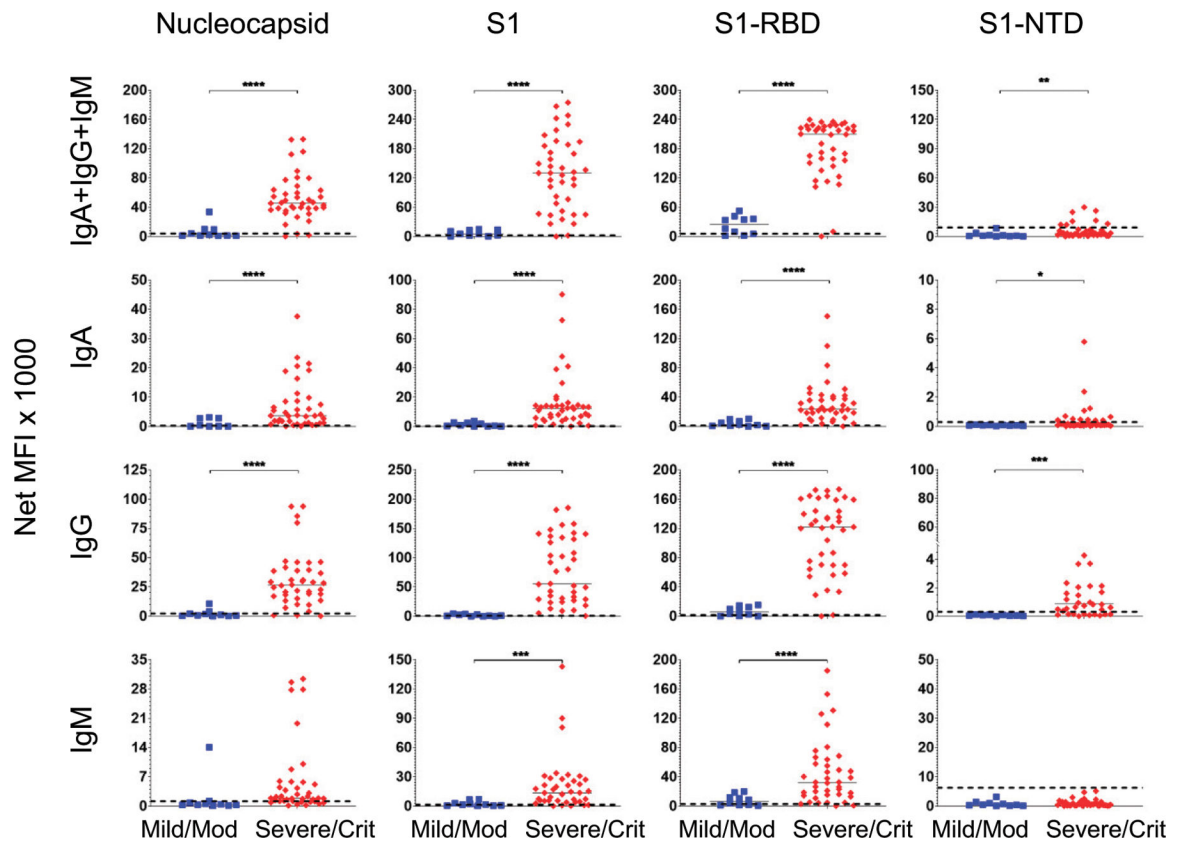 Nucleocapsid S1 S1-RBD S1-NTD
Net MFI x 1000
IgA+IgG+IgM
**** **** **** **
200 300 300 150
160 240 240 120
120 180 180 90
80 120 120 60
40 60 60 30
0 0 0 0
IgA
**** **** **** *
50 100 200 10
40 80 160 8
30 60 120 6
20 40 80 4
10 20 40 2
0 0 0 0
IgG
**** **** **** ***
125 250 200 100
100 200 160 80
75 150 120 60
50 100 80 4
25 50 40 2
0 0 0 0
IgM
*** ****
35 150 200 50
28 120 160 40
21 90 120 30
14 60 80 20
7 30 40 10
0 0 0 0
Mild/Mod Severe/Crit Mild/Mod Severe/Crit Mild/Mod Severe/Crit Mild/Mod Severe/Crit